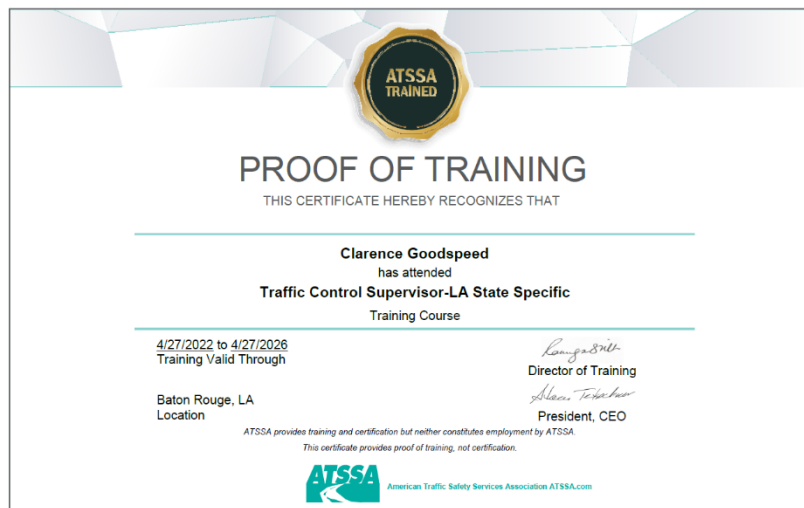 ATSSA
TRAINED
PROOF OF TRAINING
THIS CERTIFICATE HEREBY RECOGNIZES THAT
Clarence Goodspeed
has attended
Traffic Control Supervisor-LA State Specific
Training Course
4/27/2022 to 4/27/2026
Training Valid Through
Director of Training
Baton Rouge, LA
Location
President, CEO
ATSSA provides training and certification but neither constitutes employment by ATSSA.
This certificate provides proof of training, not certification.
ATSSA
American Traffic Safety Services Association ATSSA.com